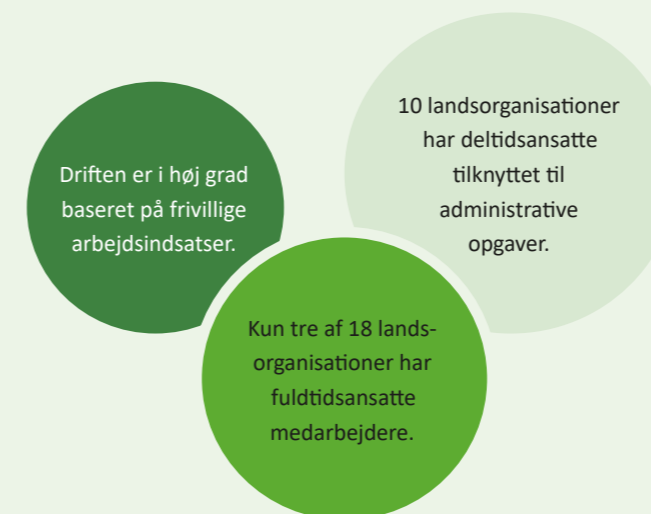 Driften er i høj grad
baseret på frivillige
arbejdsindsatser.
10 landsorganisationer
har deltidsansatte
tilknyttet til
administrative
opgaver.
Kun tre af 18 lands-
organisationer har
fuldtidsansatte
medarbejdere.